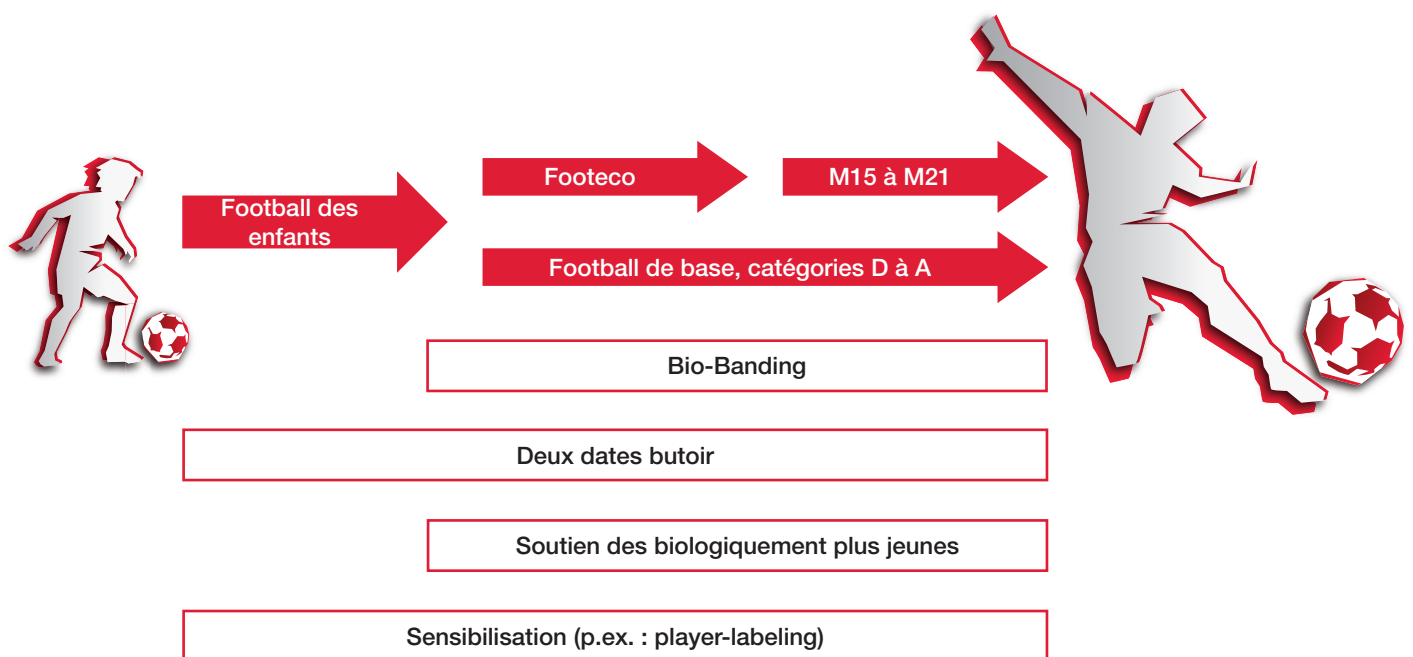 Footeco
M15 à M21
Football des
enfants
Football de base, catégories D à A
Bio-Banding
Deux dates butoir
Soutien des biologiquement plus jeunes
Sensibilisation (p.ex. : player-labeling)